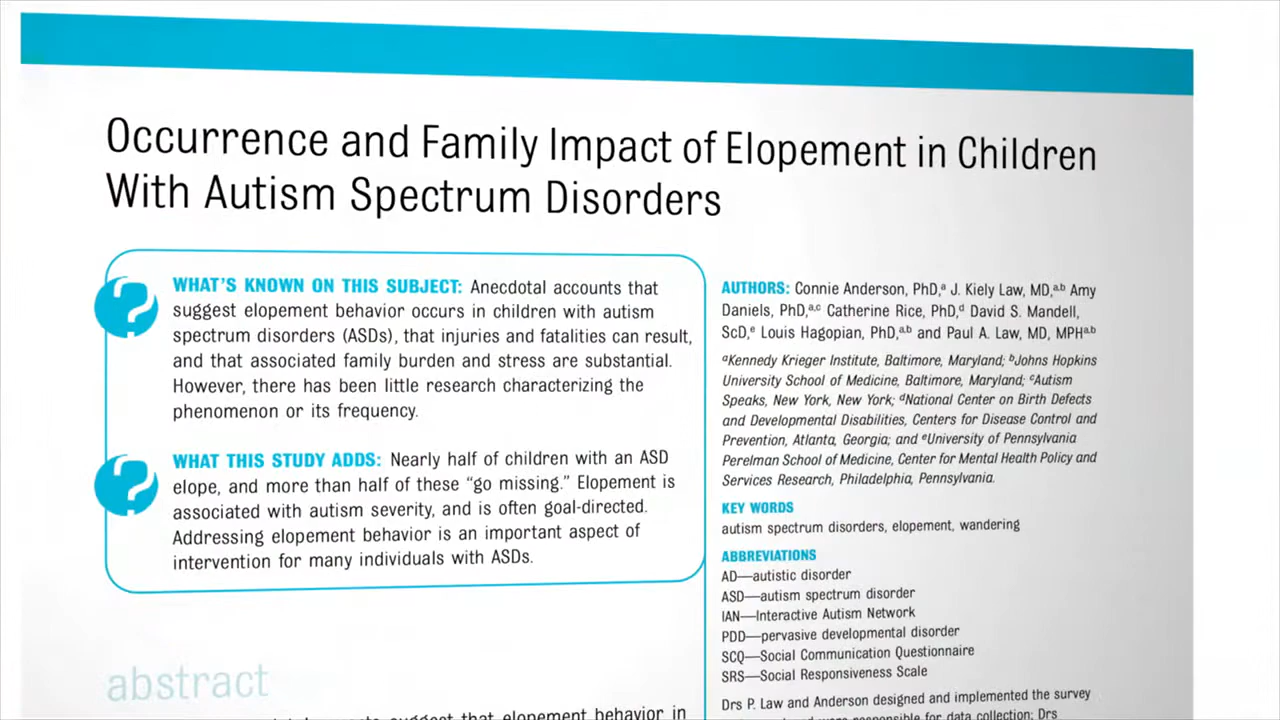 Occurrence and Family Impact of Elopement in Children
With Autism Spectrum Disorders
WHAT'S KNOWN ON THIS SUBJECT: Anecdotal accounts that
suggest elopement behavior occurs in children with autism
spectrum disorders (ASDs), that injuries and fatalities can result,
and that associated family burden and stress are substantial.
However, there has been little research characterizing the
phenomenon or its frequency.
WHAT THIS STUDY ADDS: Nearly half of children with an ASD
elope, and more than half of these “go missing.” Elopement is
associated with autism severity, and is often goal-directed.
Addressing elopement behavior is an important aspect of
intervention for many individuals with ASDs.
abstract
suggest that elopement behavior in
AUTHORS: Connie Anderson, PhD,a J. Kiely Law, MD,a,b Amy
Daniels, PhD,a,c Catherine Rice, PhD,d David S. Mandell,
ScD,e Louis Hagopian, PhD,a,b and Paul A. Law, MD, MPHa,b
aKennedy Krieger Institute, Baltimore, Maryland; bJohns Hopkins
University School of Medicine, Baltimore, Maryland; cAutism
Speaks, New York, New York; dNational Center on Birth Defects
and Developmental Disabilities, Centers for Disease Control and
Prevention, Atlanta, Georgia; and eUniversity of Pennsylvania
Perelman School of Medicine, Center for Mental Health Policy and
Services Research, Philadelphia, Pennsylvania.
KEY WORDS
autism spectrum disorders, elopement, wandering
ABBREVIATIONS
AD—autistic disorder
ASD—autism spectrum disorder
IAN—Interactive Autism Network
PDD—pervasive developmental disorder
SCQ—Social Communication Questionnaire
SRS—Social Responsiveness Scale
Drs P. Law and Anderson designed and implemented the survey
were responsible for data collection; Drs